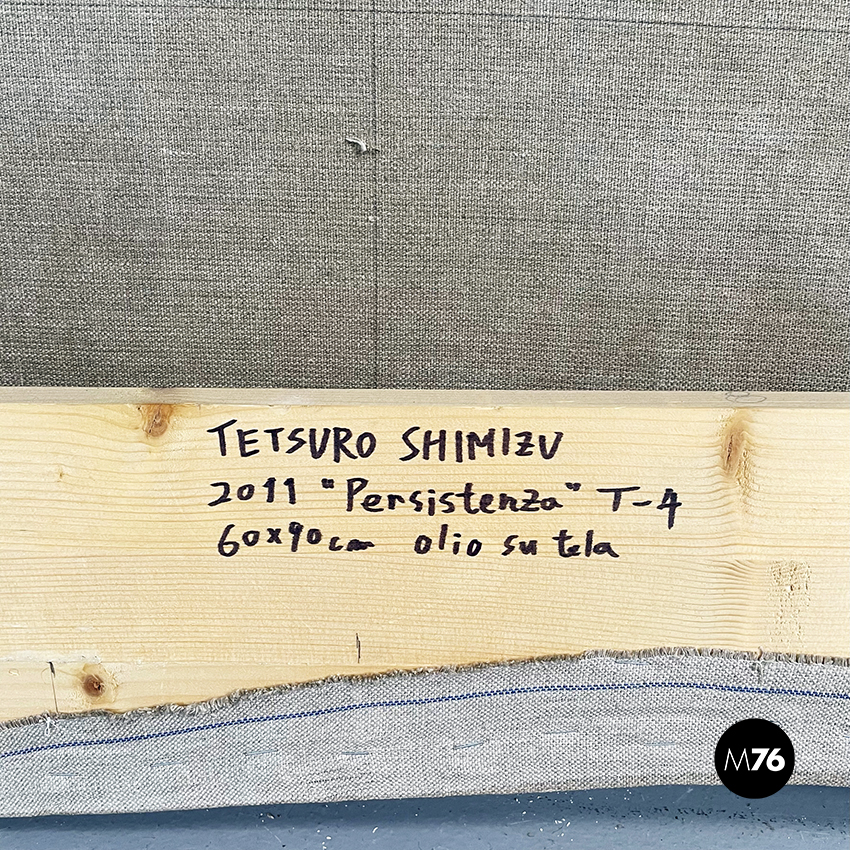 TETSURO SHIMIZU
2011 "Persistenza" T-4
60x90cm olio su tela
M76